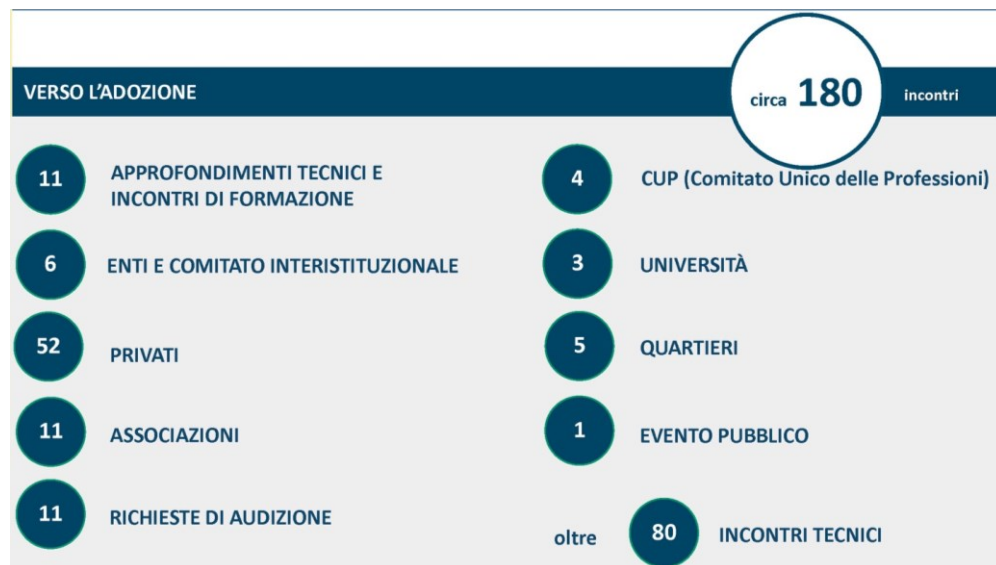 VERSO L'ADOZIONE
circa 180 incontri
11 APPROFONDIMENTI TECNICI E
INCONTRI DI FORMAZIONE
6 ENTI E COMITATO INTERISTITUZIONALE
52 PRIVATI
11 ASSOCIAZIONI
11 RICHIESTE DI AUDIZIONE
4 CUP (Comitato Unico delle Professioni)
3 UNIVERSITÀ
5 QUARTIERI
1 EVENTO PUBBLICO
oltre 80 INCONTRI TECNICI